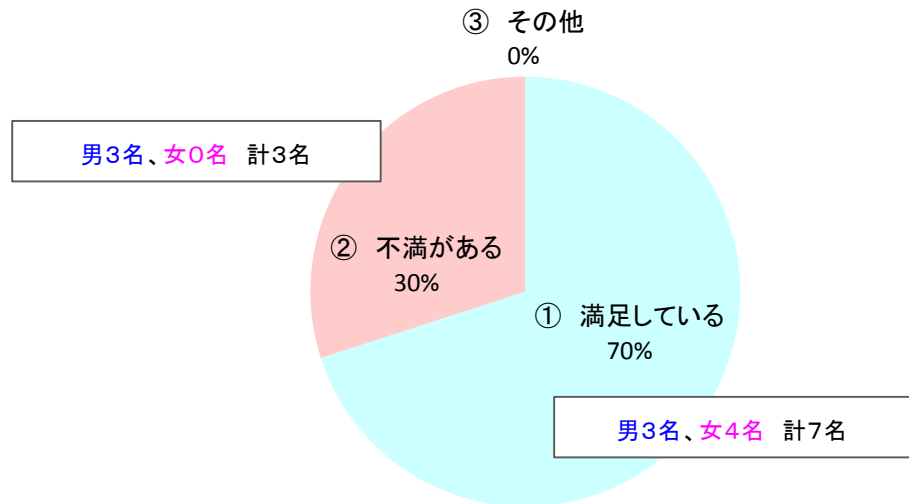 ③　その他
0%
男3名、女0名　計3名
②　不満がある
30%
①　満足している
70%
男3名、女4名　計7名